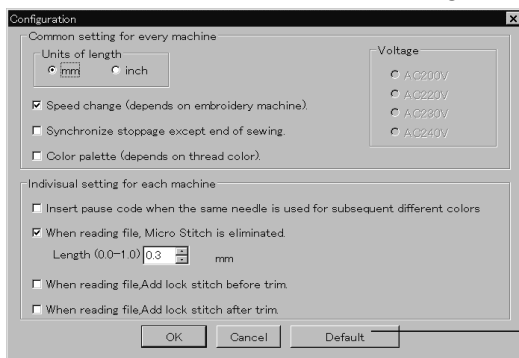 Configuration
Common setting for every machine
Units of length
mm inch
Voltage
AC200V
AC220V
AC230V
AC240V
Speed change (depends on embroidery machine).
Synchronize stoppage except end of sewing.
Color palette (depends on thread color).
Indivisual setting for each machine
Insert pause code when the same needle is used for subsequent different colors
When reading file, Micro Stitch is eliminated.
Length (0.0-1.0) 0.3 mm
When reading file,Add lock stitch before trim.
When reading file,Add lock stitch after trim.
OK Cancel Default